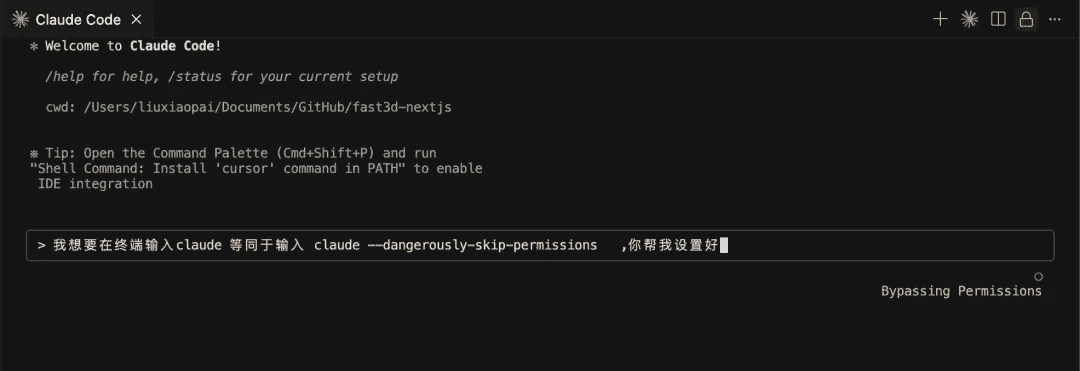 Claude Code
* Welcome to Claude Code!
/help for help, /status for your current setup
cwd: /Users/liuxiaopai/Documents/GitHub/fast3d-nextjs
※ Tip: Open the Command Palette (Cmd+Shift+P) and run
"Shell Command: Install 'cursor' command in PATH" to enable
IDE integration
> 我想要在终端输入claude 等同于输入 claude --dangerously-skip-permissions ,你帮我设置好
Bypassing Permissions